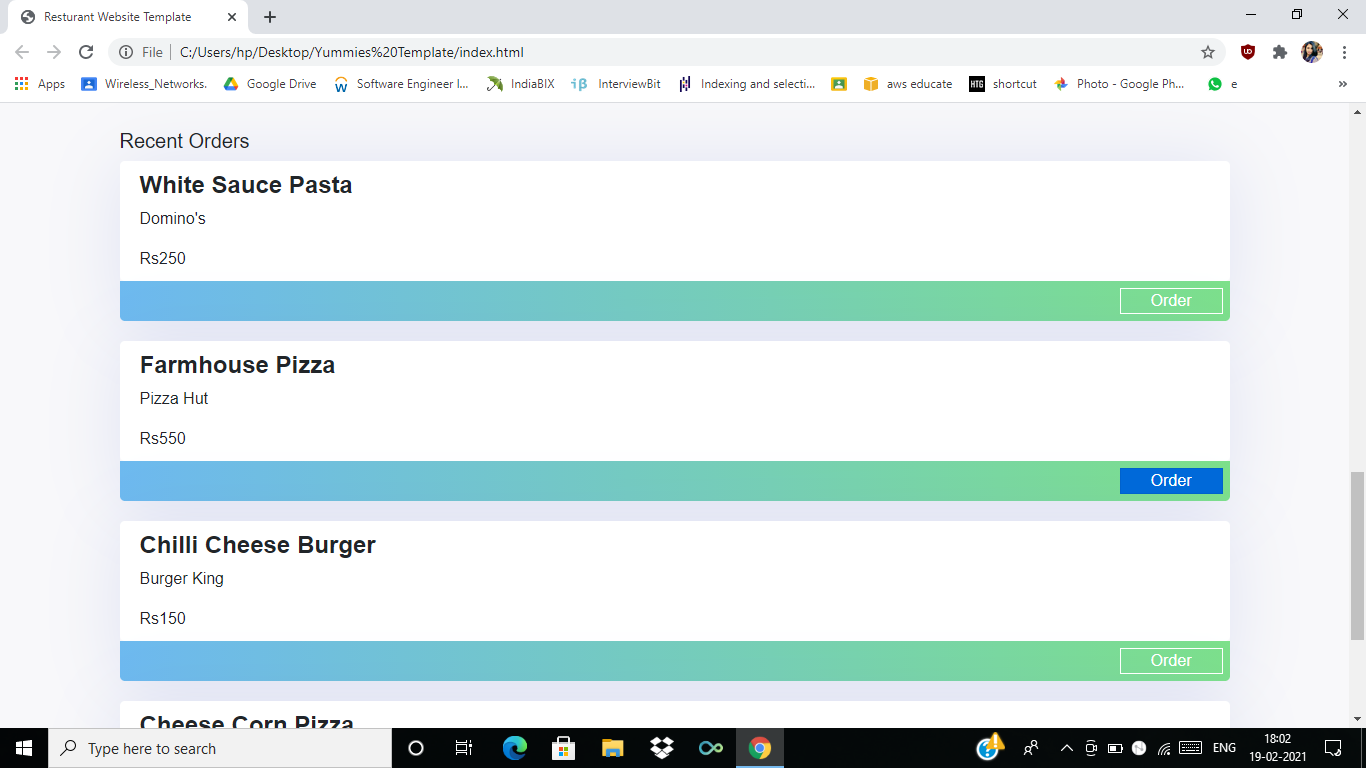 Resturant Website Template
File
C:/Users/hp/Desktop/Yummies%20Template/index.html
Apps
Wireless_Networks.
Google Drive
Software Engineer I...
IndiaBIX
InterviewBit
Indexing and selecti...
aws educate
HTG
shortcut
Photo - Google Ph...
e
»
Recent Orders
White Sauce Pasta
Domino's
Rs250
Order
Farmhouse Pizza
Pizza Hut
Rs550
Order
Chilli Cheese Burger
Burger King
Rs150
Order
Cheese Corn Pizza
Type here to search
ENG
18:02
19-02-2021